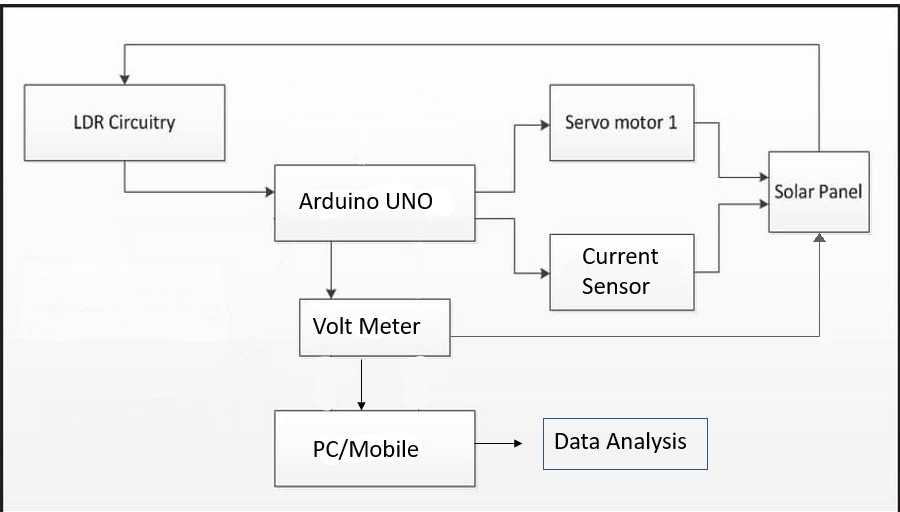 LDR Circuitry
Servo motor 1
Arduino UNO
Solar Panel
Current
Sensor
Volt Meter
PC/Mobile
Data Analysis